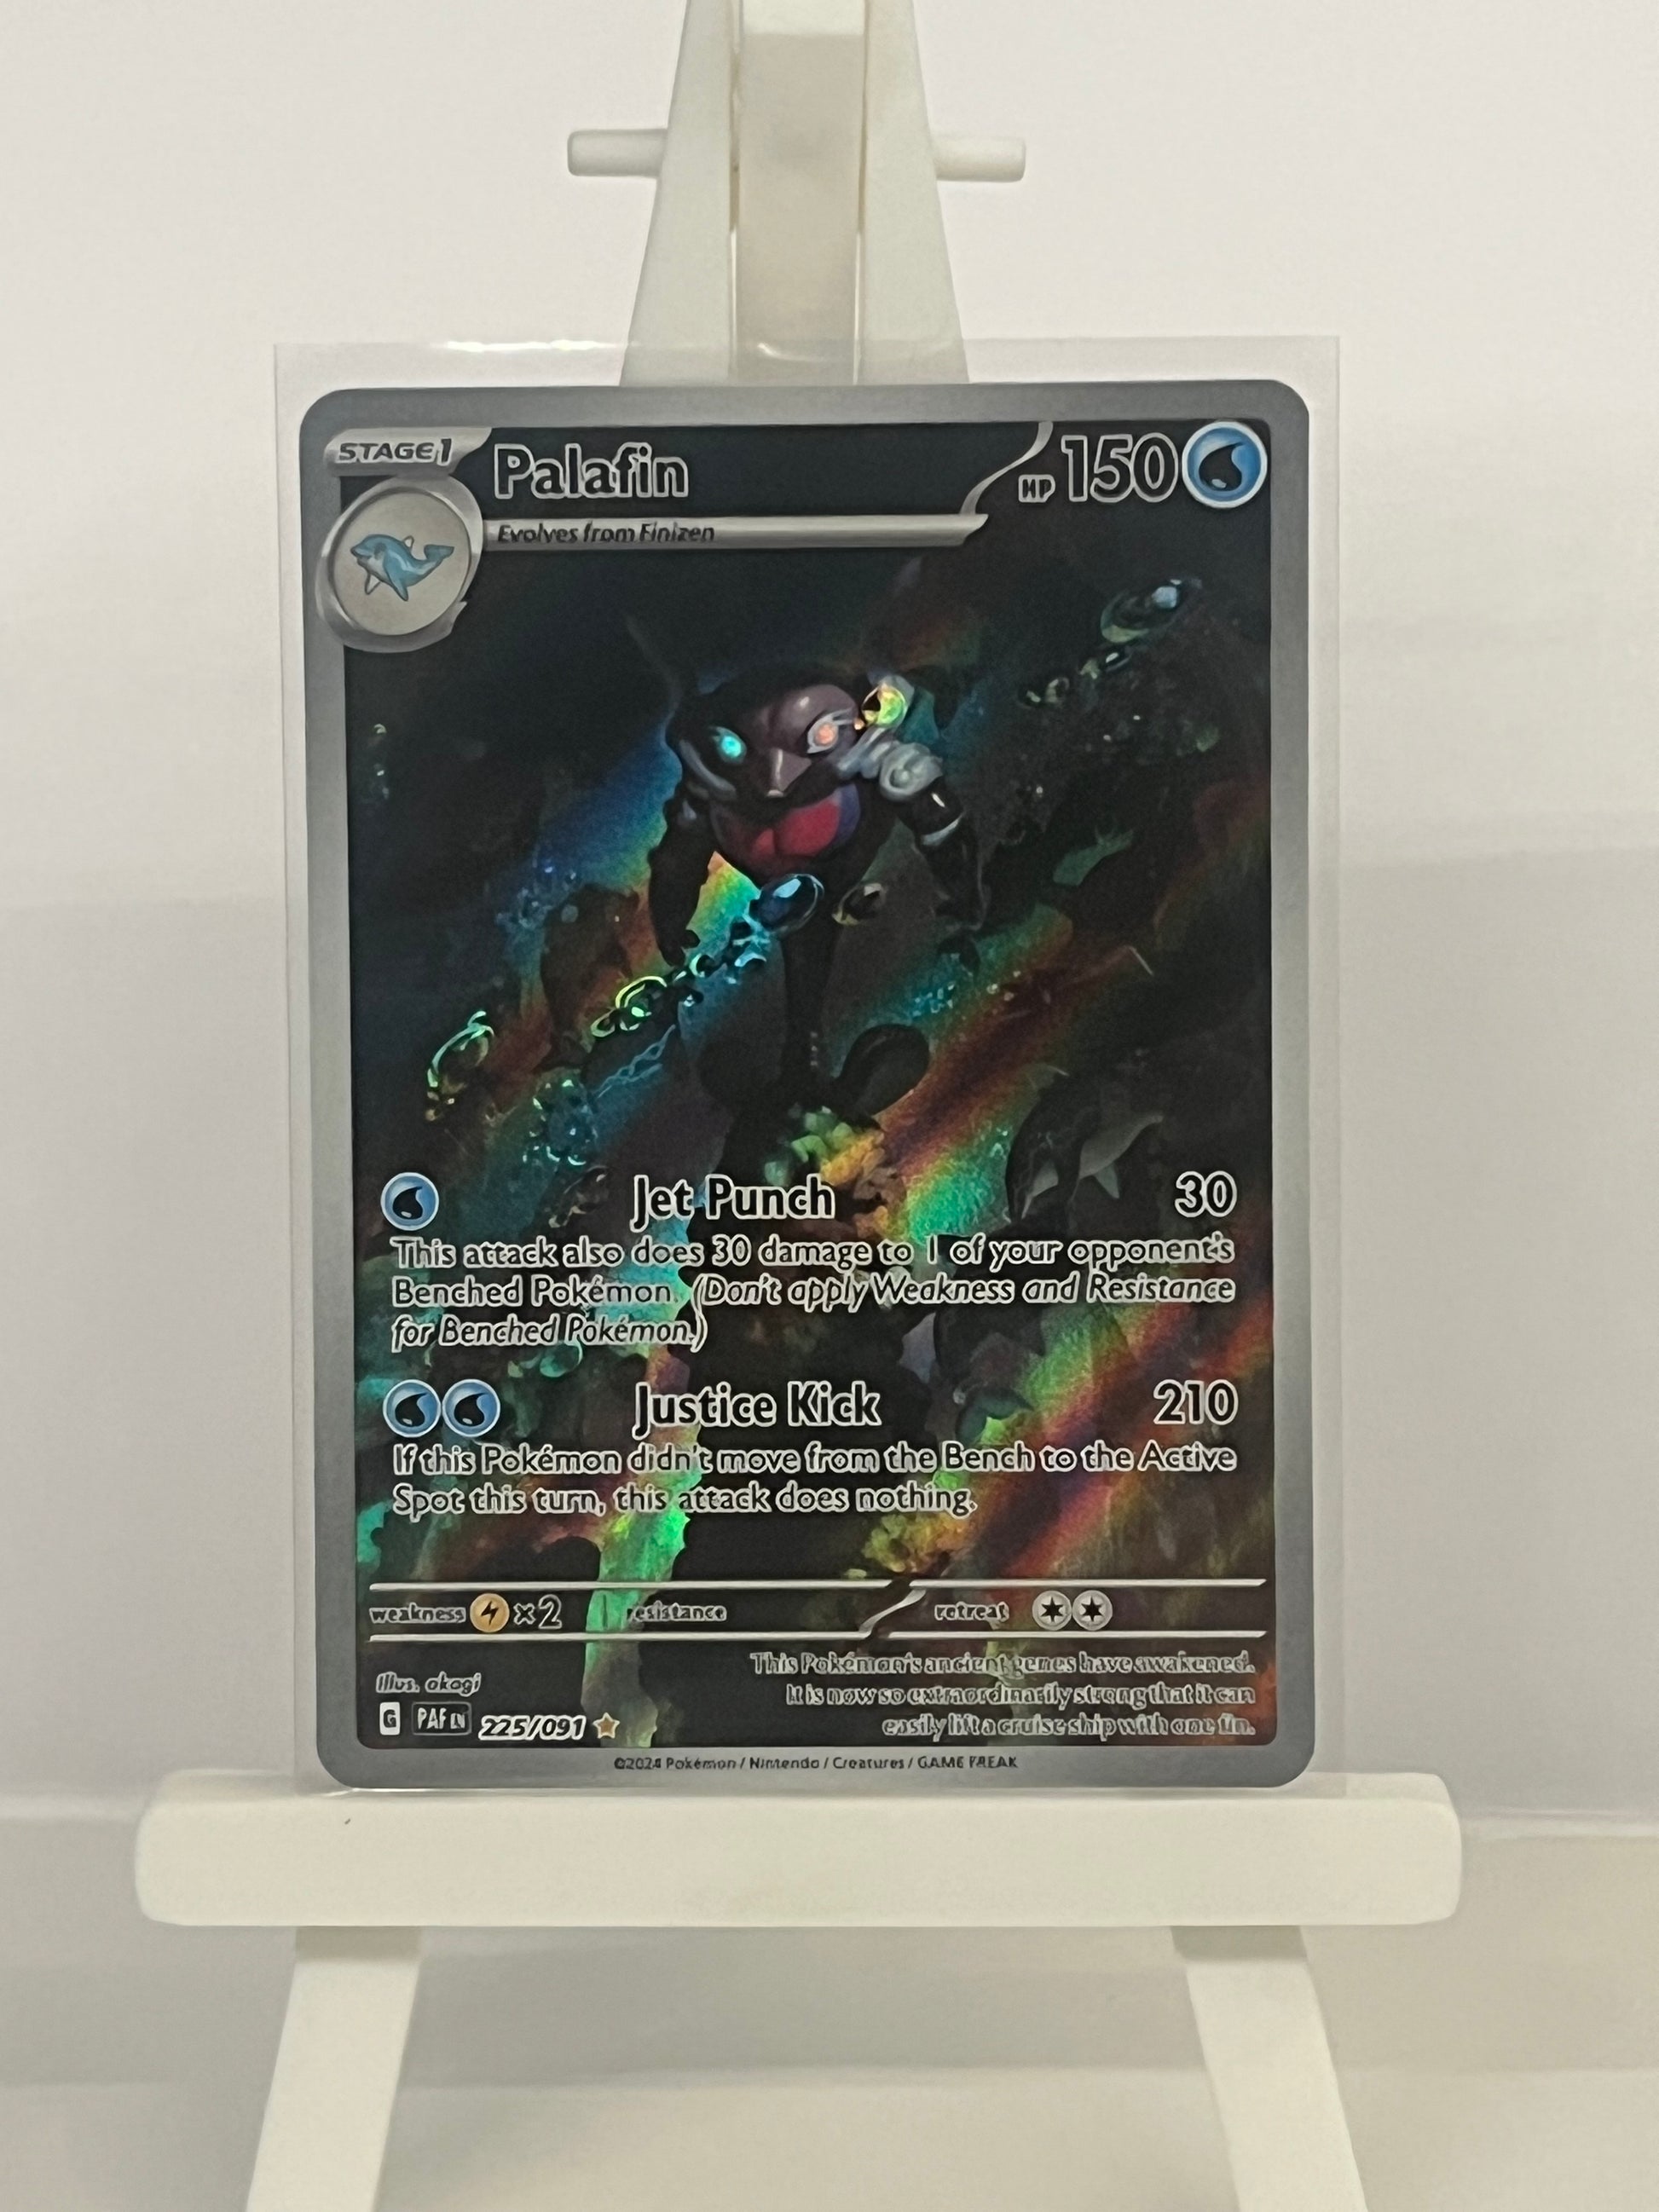 STAGE 1 Palafin HP 150
Evolves from Finizen
Jet Punch 30
This attack also does 30 damage to 1 of your opponent's
Benched Pokémon. (Don't apply Weakness and Resistance
for Benched Pokémon.)
Justice Kick 210
If this Pokémon didn't move from the Bench to the Active
Spot this turn, this attack does nothing.
weakness ×2 resistance retreat
This Pokémon's ancient genes have awakened.
It is now so extraordinarily strong that it can
easily lift a cruise ship with one fin.
Illus. akagi
G PAF EN 225/091
©2024 Pokémon / Nintendo / Creatures / GAME FREAK